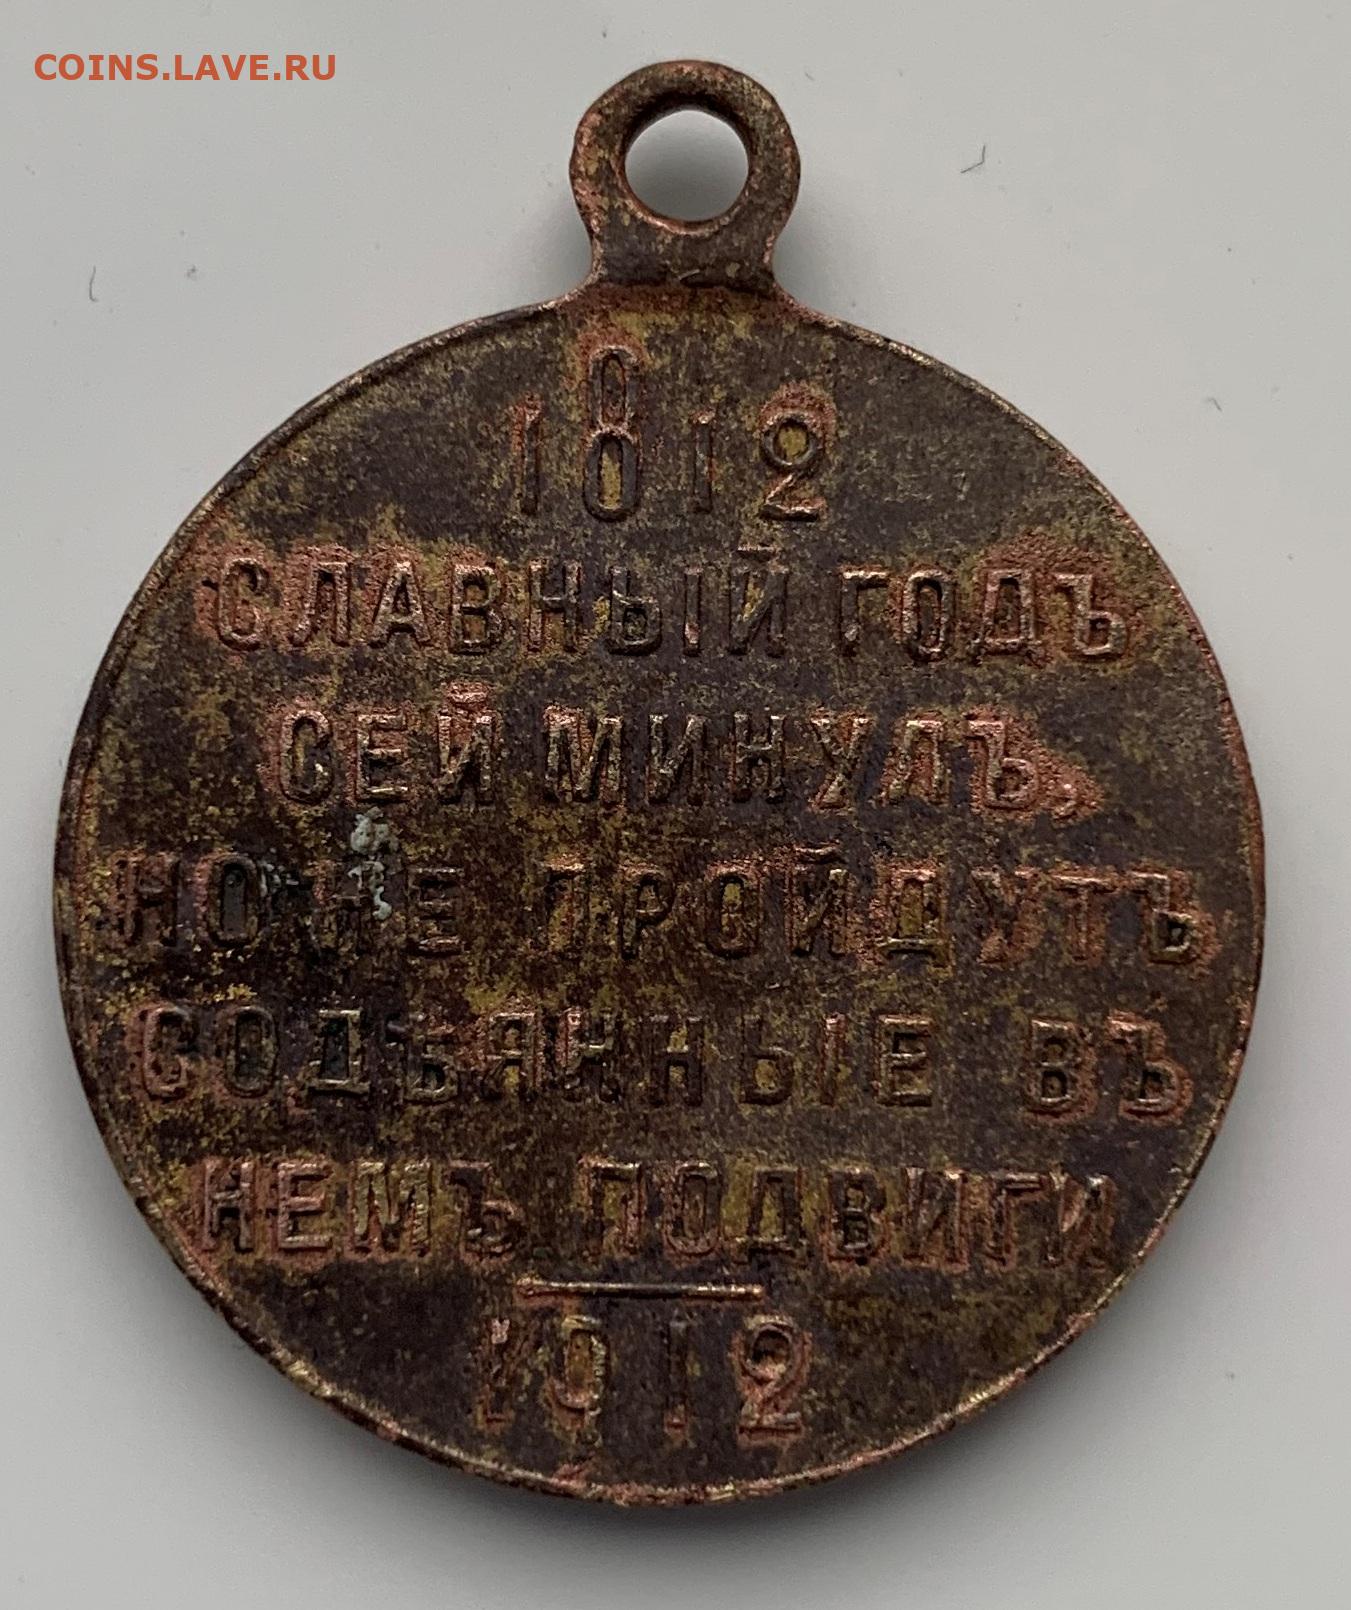 COINS.LAVE.RU
1812
СЛАВНЫЙ ГОДЪ
СЕЙ МИНУЛЪ,
НО НЕ ПРОЙДУТЪ
СОДѢЯННЫЕ ВЪ
НЕМЪ ПОДВИГИ
1912